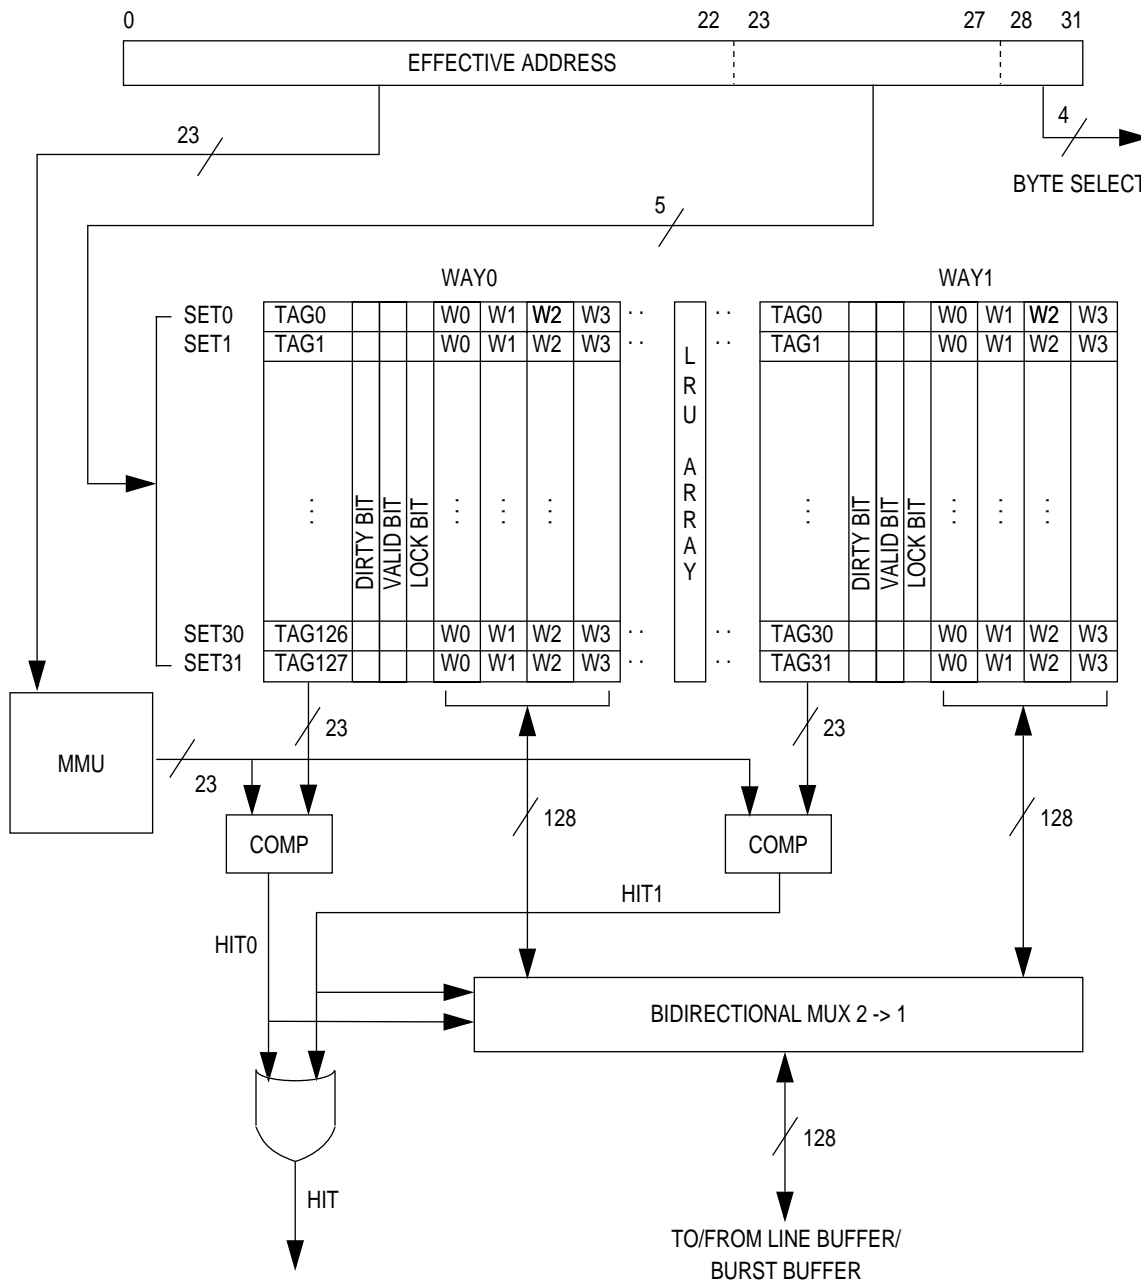 0 22 23 27 28 31
EFFECTIVE ADDRESS
23
4
BYTE SELECT
5
WAY0 WAY1
SET0 TAG0 W0 W1 W2 W3 · · · · TAG0 W0 W1 W2 W3
SET1 TAG1 W0 W1 W2 W3 · · · · TAG1 W0 W1 W2 W3
LRU ARRAY
DIRTY BIT
VALID BIT
LOCK BIT
DIRTY BIT
VALID BIT
LOCK BIT
SET30 TAG126 W0 W1 W2 W3 · · · · TAG30 W0 W1 W2 W3
SET31 TAG127 W0 W1 W2 W3 · · · · TAG31 W0 W1 W2 W3
23 23
MMU
23
128 128
COMP COMP
HIT1
HIT0
BIDIRECTIONAL MUX 2 -> 1
128
HIT
TO/FROM LINE BUFFER/
BURST BUFFER